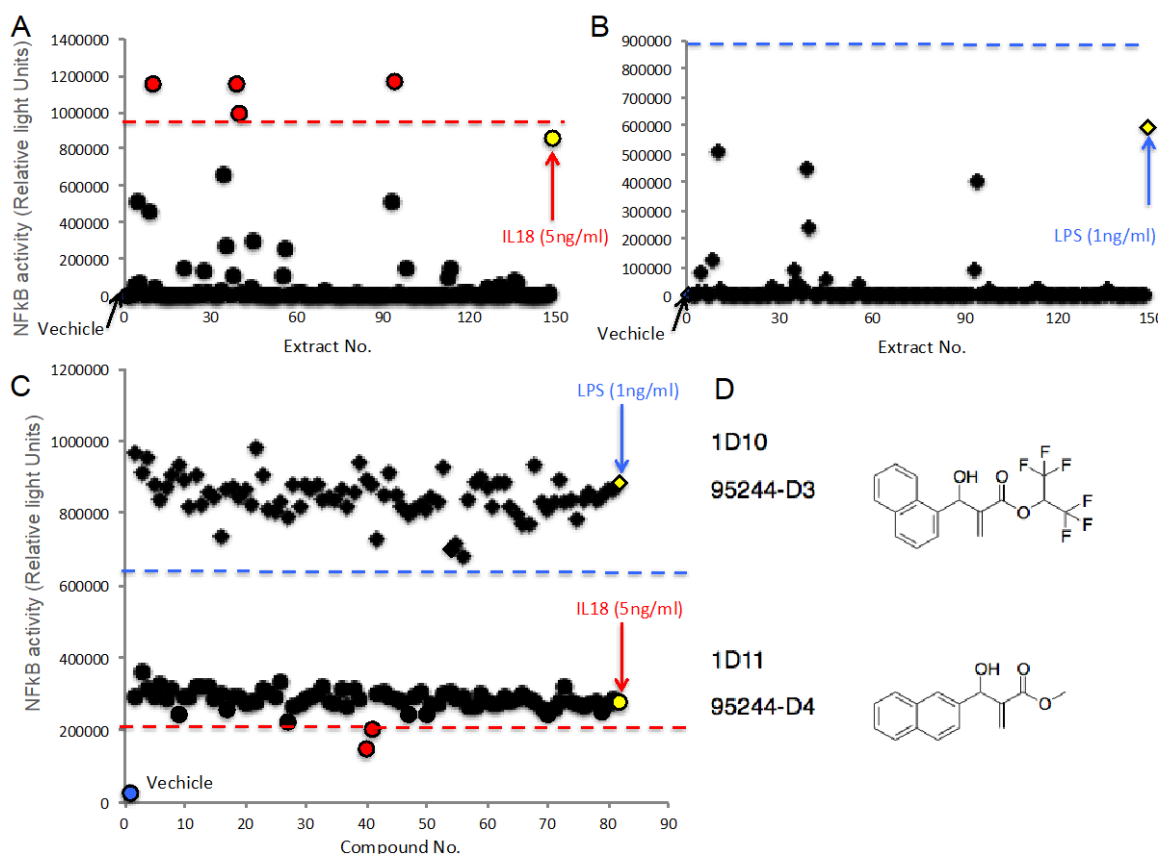 A
NFkB activity (Relative light Units)
1400000
1200000
1000000
800000
600000
400000
200000
0
0 30 60 90 120 150
Vechicle
IL18 (5ng/ml)
Extract No.
B
900000
800000
700000
600000
500000
400000
300000
200000
100000
0
0 30 60 90 120 150
Vechicle
LPS (1ng/ml)
Extract No.
C
NFkB activity (Relative light Units)
1200000
1000000
800000
600000
400000
200000
0
0 10 20 30 40 50 60 70 80 90
LPS (1ng/ml)
IL18 (5ng/ml)
Vechicle
Compound No.
D
1D10
95244-D3
OH O O F F F F F F
1D11
95244-D4
OH O O